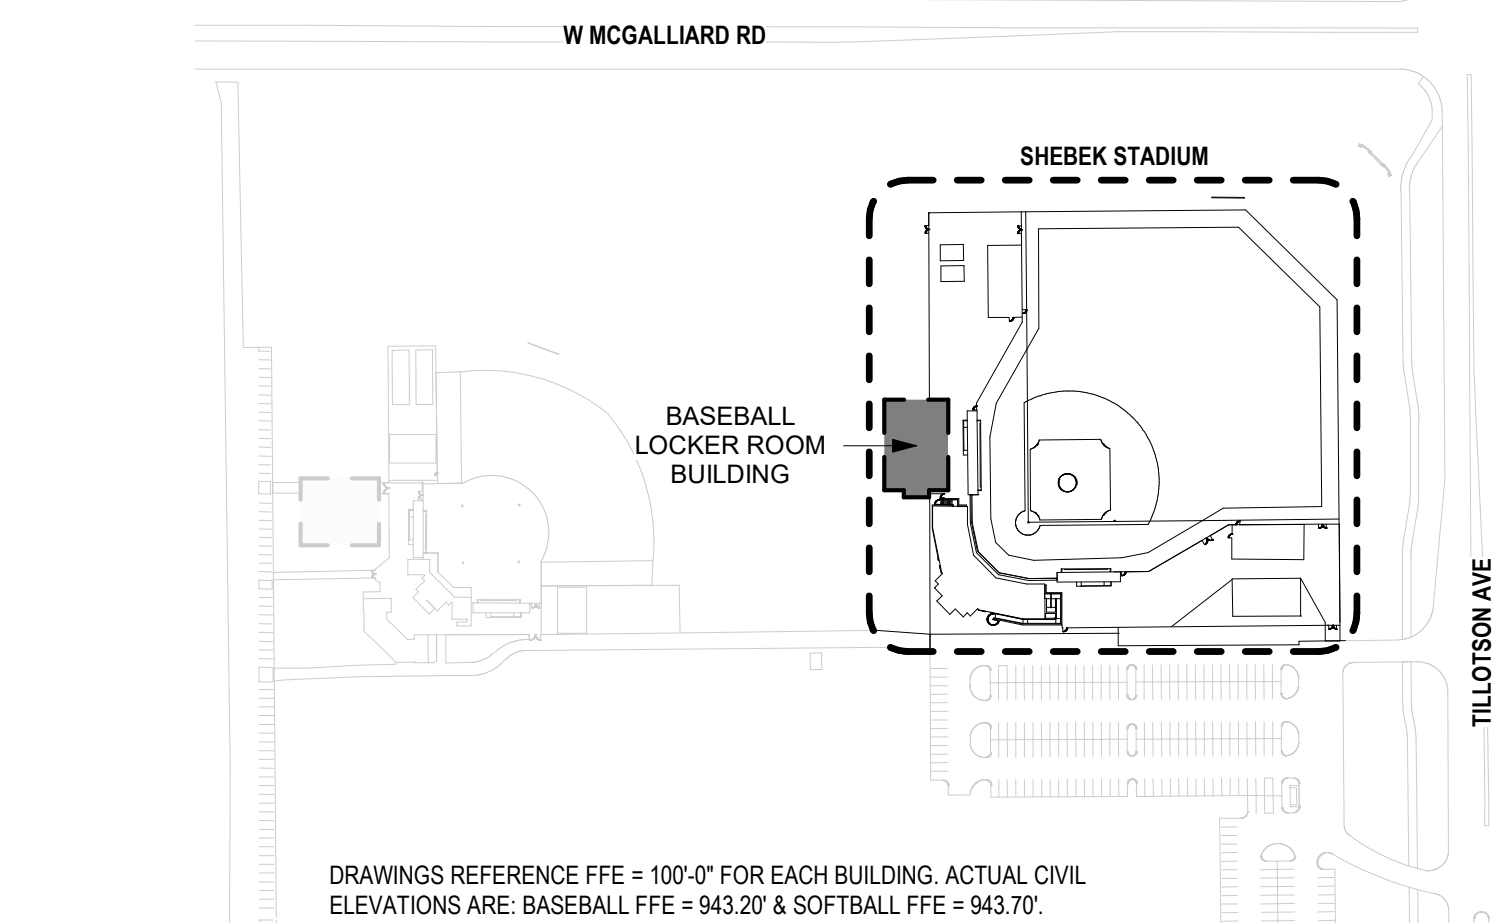 W MCGALLIARD RD
SHEBEK STADIUM
BASEBALL
LOCKER ROOM
BUILDING
TILLOTSON AVE
DRAWINGS REFERENCE FFE = 100'-0" FOR EACH BUILDING. ACTUAL CIVIL
ELEVATIONS ARE: BASEBALL FFE = 943.20' & SOFTBALL FFE = 943.70'.